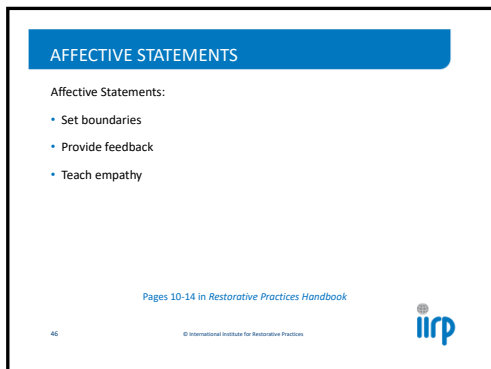 AFFECTIVE STATEMENTS
Affective Statements:
• Set boundaries
• Provide feedback
• Teach empathy
Pages 10-14 in Restorative Practices Handbook
46
© International Institute for Restorative Practices
iirp